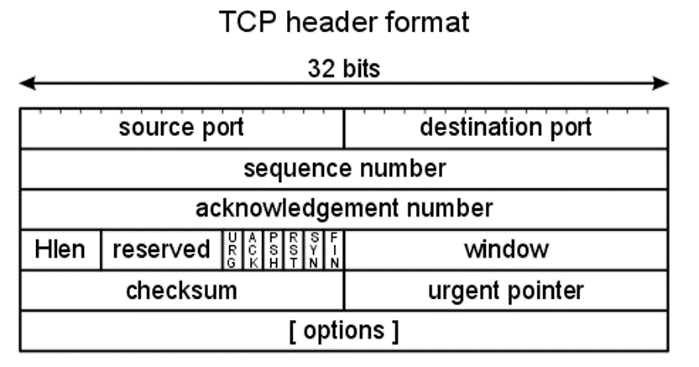 TCP header format
32 bits
source port destination port
sequence number
acknowledgement number
Hlen reserved URG ACK PSH RST SYN FIN window
checksum urgent pointer
[ options ]